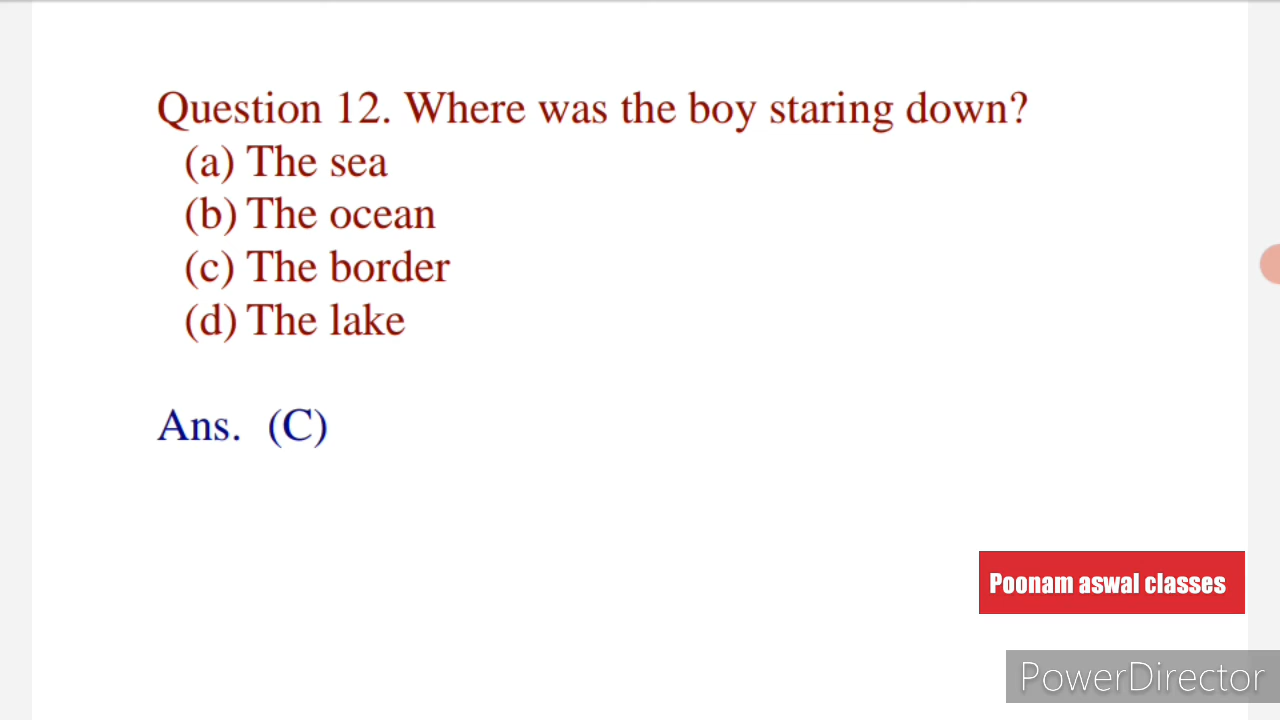 Question 12. Where was the boy staring down?
(a) The sea
(b) The ocean
(c) The border
(d) The lake
Ans. (C)
Poonam aswal classes
PowerDirector